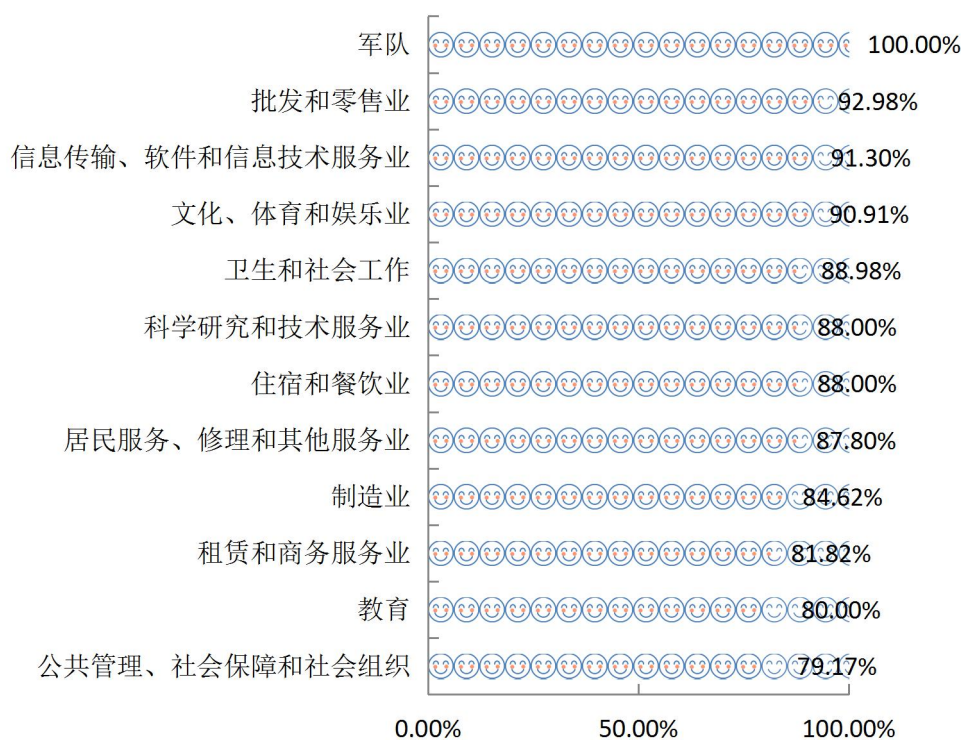 军队 100.00%
批发和零售业 92.98%
信息传输、软件和信息技术服务业 91.30%
文化、体育和娱乐业 90.91%
卫生和社会工作 88.98%
科学研究和技术服务业 88.00%
住宿和餐饮业 88.00%
居民服务、修理和其他服务业 87.80%
制造业 84.62%
租赁和商务服务业 81.82%
教育 80.00%
公共管理、社会保障和社会组织 79.17%
0.00% 50.00% 100.00%